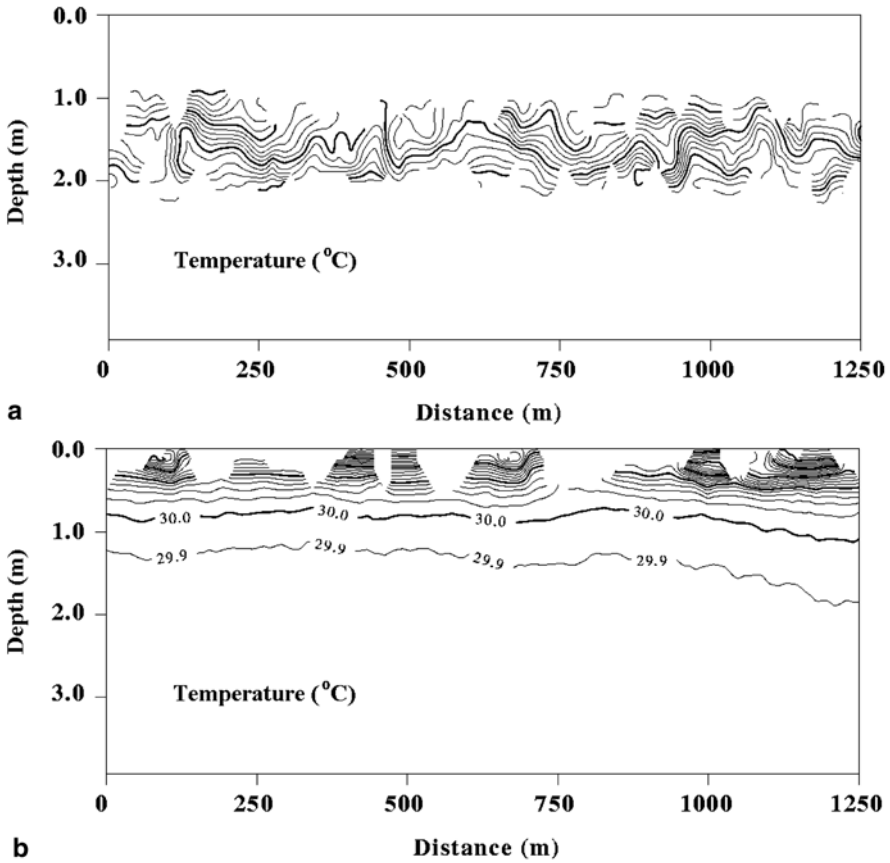 0.0
1.0
2.0
3.0
Depth (m)
Temperature (°C)
0 250 500 750 1000 1250
a Distance (m)
0.0
1.0
2.0
3.0
Depth (m)
30.0 30.0 30.0 30.0
29.9 29.9 29.9 29.9
Temperature (°C)
0 250 500 750 1000 1250
b Distance (m)